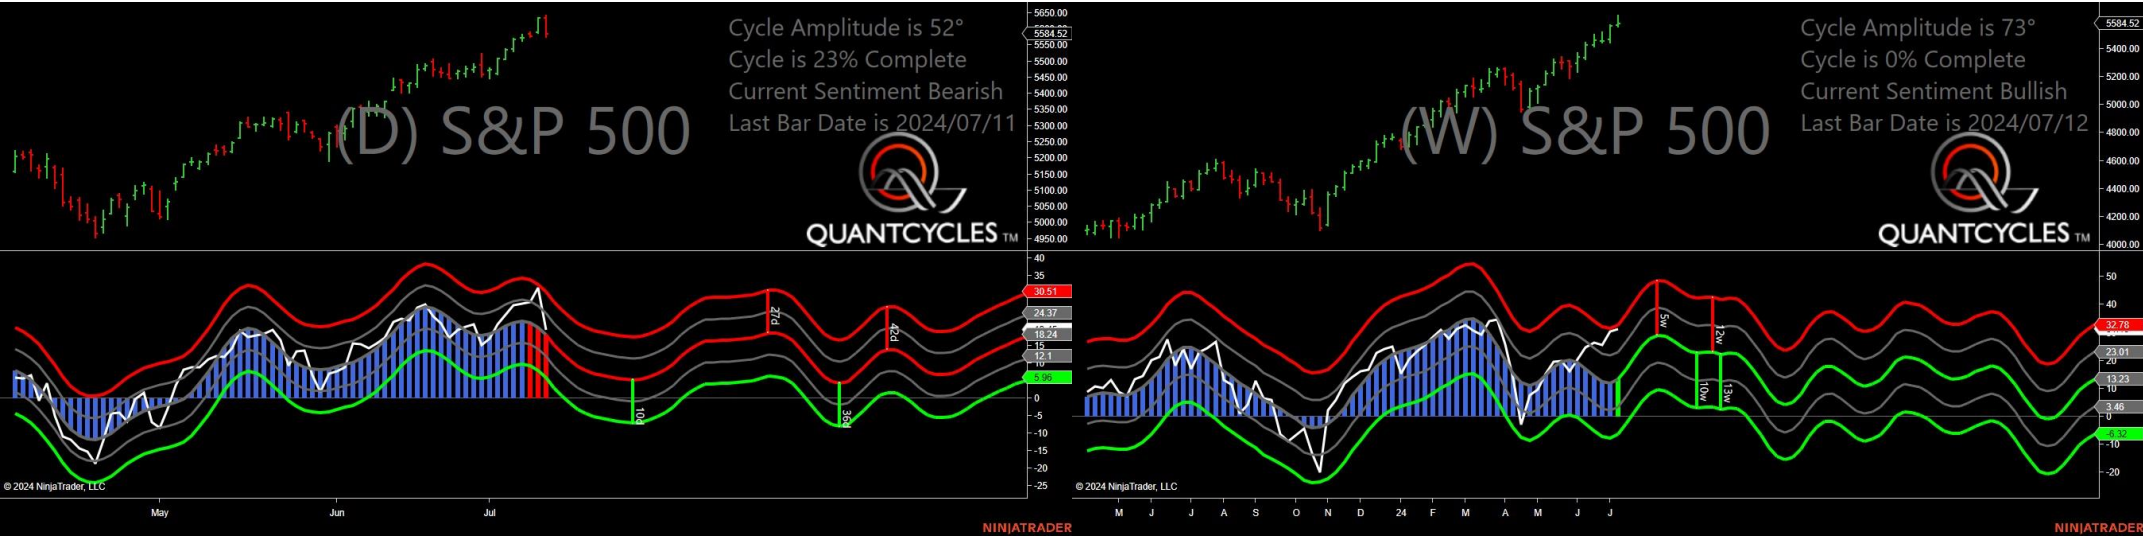 Cycle Amplitude is 52°
Cycle is 23% Complete
Current Sentiment Bearish
Last Bar Date is 2024/07/11
(D) S&P 500
QUANTCYCLES TM
5650.00
5584.52
5550.00
5500.00
5450.00
5400.00
5350.00
5300.00
5250.00
5200.00
5150.00
5100.00
5050.00
5000.00
4950.00
40
35
30.51
24.37
18.24
15
12.1
10
5.96
0
-5
-10
-15
-20
-25
27d
42d
10d
36d
© 2024 NinjaTrader, LLC
May
Jun
Jul
NINJATRADER
Cycle Amplitude is 73°
Cycle is 0% Complete
Current Sentiment Bullish
Last Bar Date is 2024/07/12
(W) S&P 500
QUANTCYCLES TM
5584.52
5400.00
5200.00
5000.00
4800.00
4600.00
4400.00
4200.00
4000.00
50
40
32.78
23.01
20
13.23
10
3.46
0
-6.32
-10
-20
5w
12w
10w
13w
© 2024 NinjaTrader, LLC
M
J
J
A
S
O
N
D
24
F
M
A
M
J
J
NINJATRADER